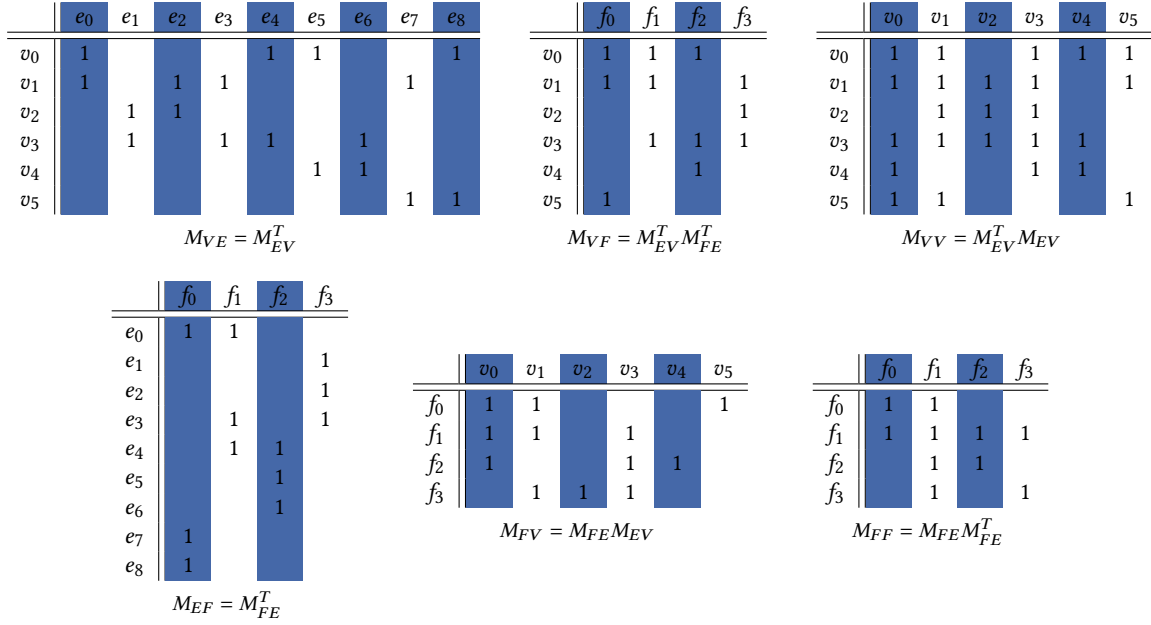 e₀ e₁ e₂ e₃ e₄ e₅ e₆ e₇ e₈
v₀ 1 1 1 1
v₁ 1 1 1 1
v₂ 1 1
v₃ 1 1 1 1
v₄ 1 1
v₅ 1 1
M_VE = M_EV^T
f₀ f₁ f₂ f₃
v₀ 1 1 1
v₁ 1 1 1
v₂ 1
v₃ 1 1 1
v₄ 1
v₅ 1
M_VF = M_EV^T M_FE^T
v₀ v₁ v₂ v₃ v₄ v₅
v₀ 1 1 1 1 1
v₁ 1 1 1 1 1
v₂ 1 1 1
v₃ 1 1 1 1 1
v₄ 1 1 1
v₅ 1 1 1
M_VV = M_EV^T M_EV
f₀ f₁ f₂ f₃
e₀ 1 1
e₁ 1
e₂ 1
e₃ 1 1
e₄ 1 1
e₅ 1
e₆ 1
e₇ 1
e₈ 1
M_EF = M_FE^T
v₀ v₁ v₂ v₃ v₄ v₅
f₀ 1 1 1
f₁ 1 1 1
f₂ 1 1 1
f₃ 1 1 1
M_FV = M_FE M_EV
f₀ f₁ f₂ f₃
f₀ 1 1
f₁ 1 1 1 1
f₂ 1 1
f₃ 1 1
M_FF = M_FE M_FE^T